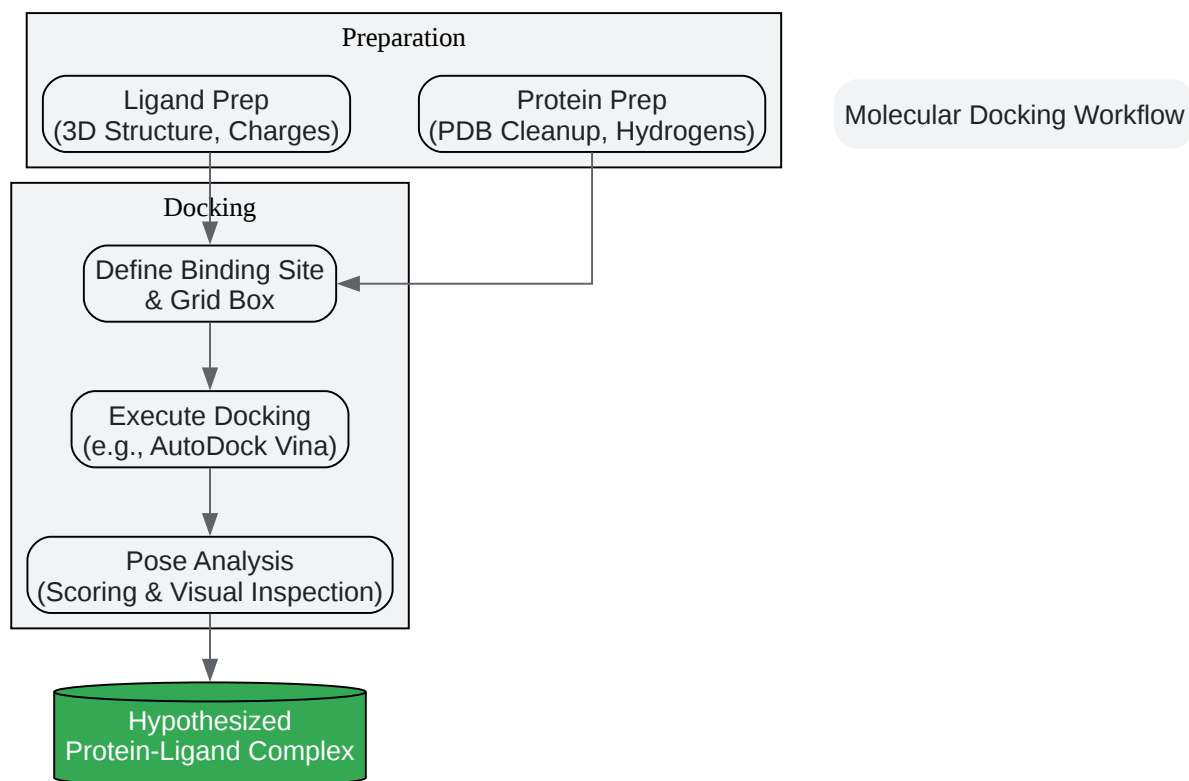 Preparation
Ligand Prep
(3D Structure, Charges)
Protein Prep
(PDB Cleanup, Hydrogens)
Molecular Docking Workflow
Docking
Define Binding Site
& Grid Box
Execute Docking
(e.g., AutoDock Vina)
Pose Analysis
(Scoring & Visual Inspection)
Hypothesized
Protein-Ligand Complex